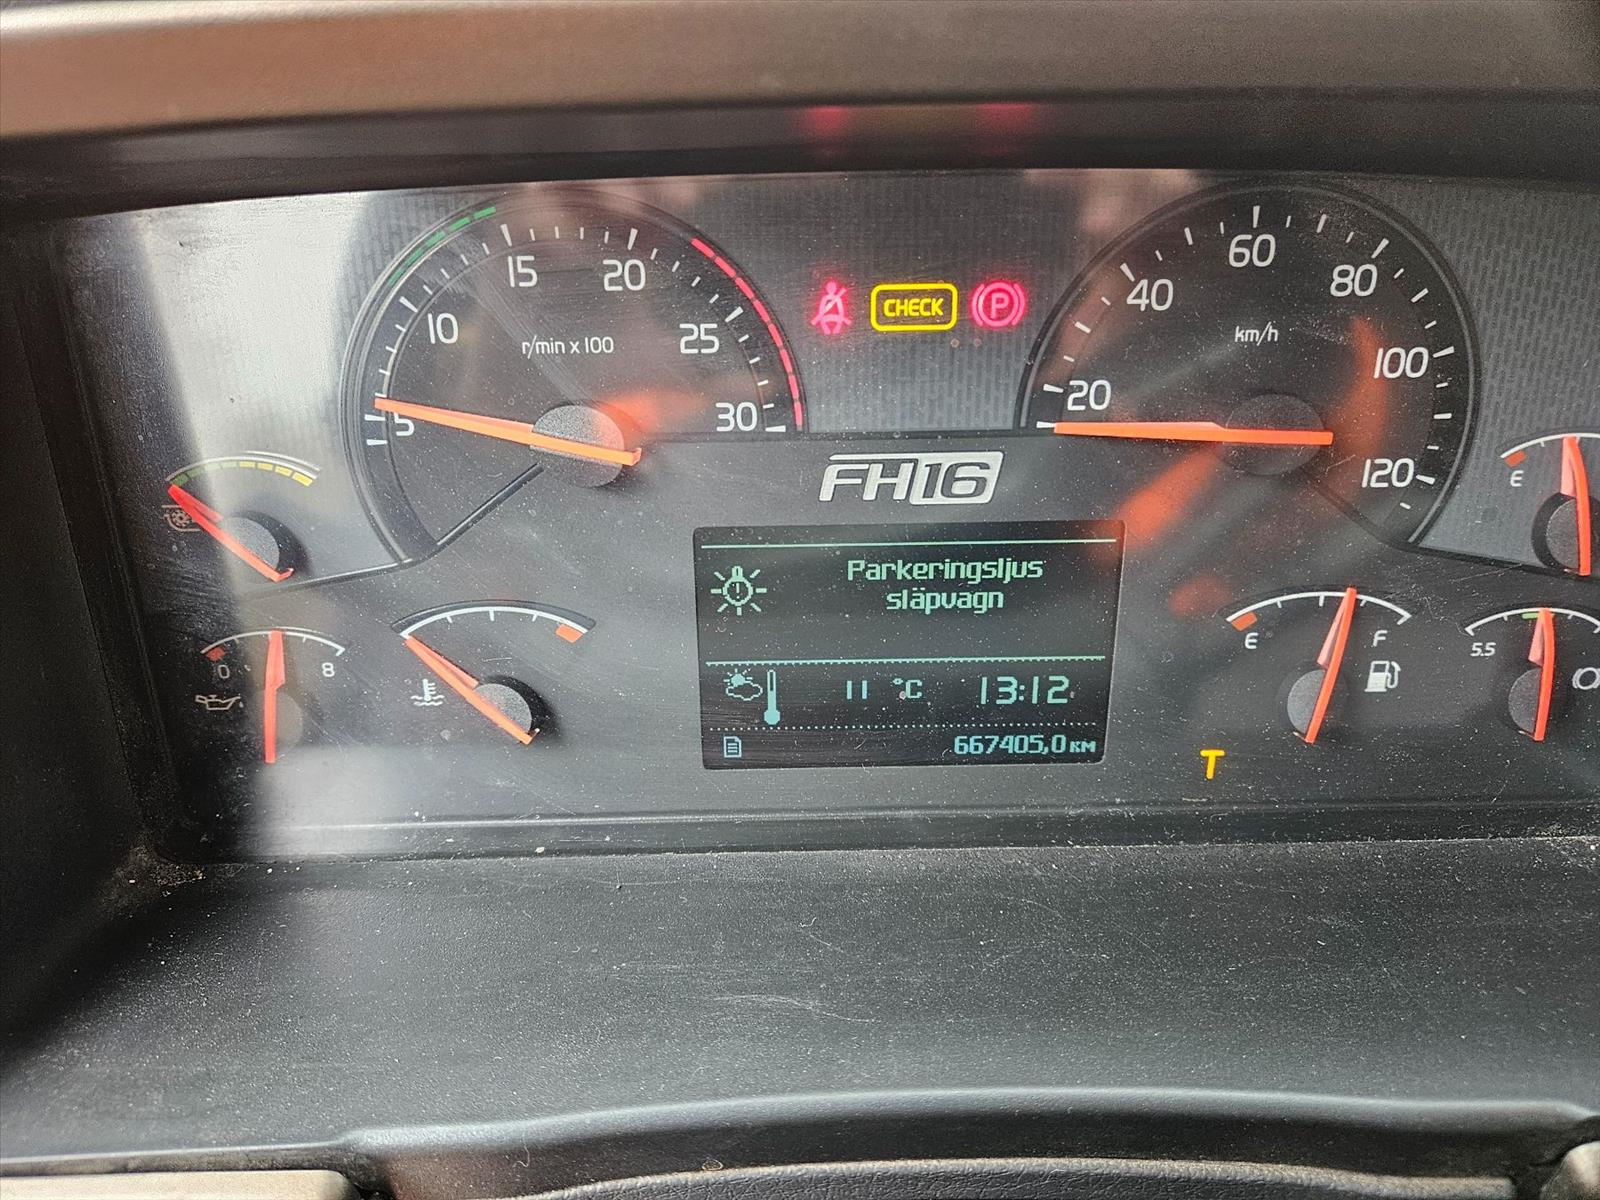 15
20
10
25
5
30
r/min x 100
CHECK
P
20
40
60
80
100
120
km/h
FH16
E
0
8
Parkeringsljus
släpvagn
11 °C
13:12
667405,0 KM
E
F
5.5
T